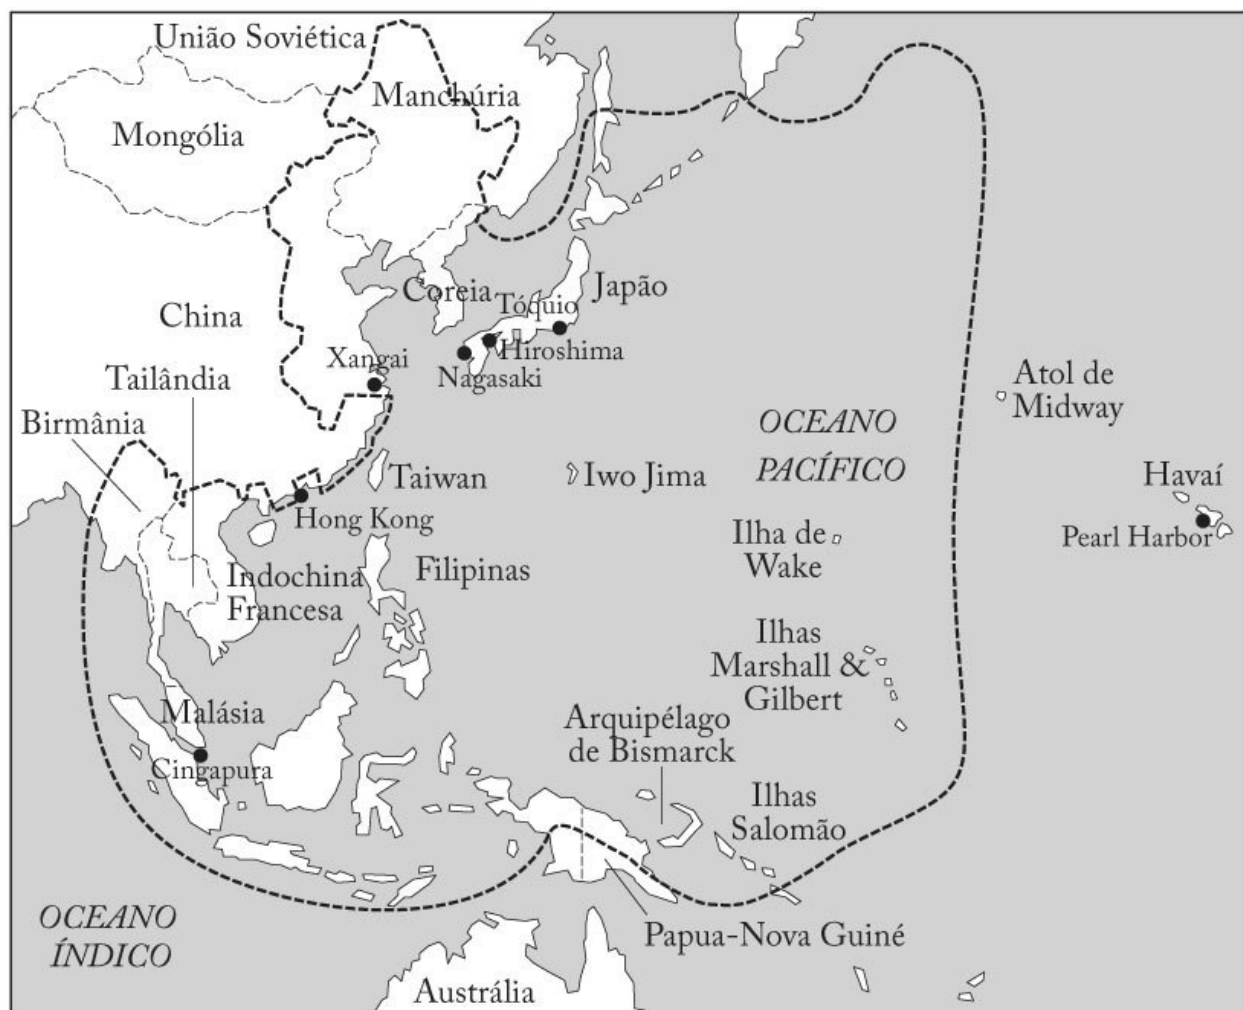 União Soviética
Manchúria
Mongólia
Coreia
Japão
Tóquio
China
Hiroshima
Xangai
Nagasaki
Tailândia
Atol de
Midway
Birmânia
OCEANO
PACÍFICO
Taiwan
Iwo Jima
Havaí
Hong Kong
Pearl Harbor
Ilha de
Wake
Filipinas
Indochina
Francesa
Ilhas
Marshall &
Gilbert
Malásia
Arquipélago
de Bismarck
Cingapura
Ilhas
Salomão
OCEANO
ÍNDICO
Papua-Nova Guiné
Austrália